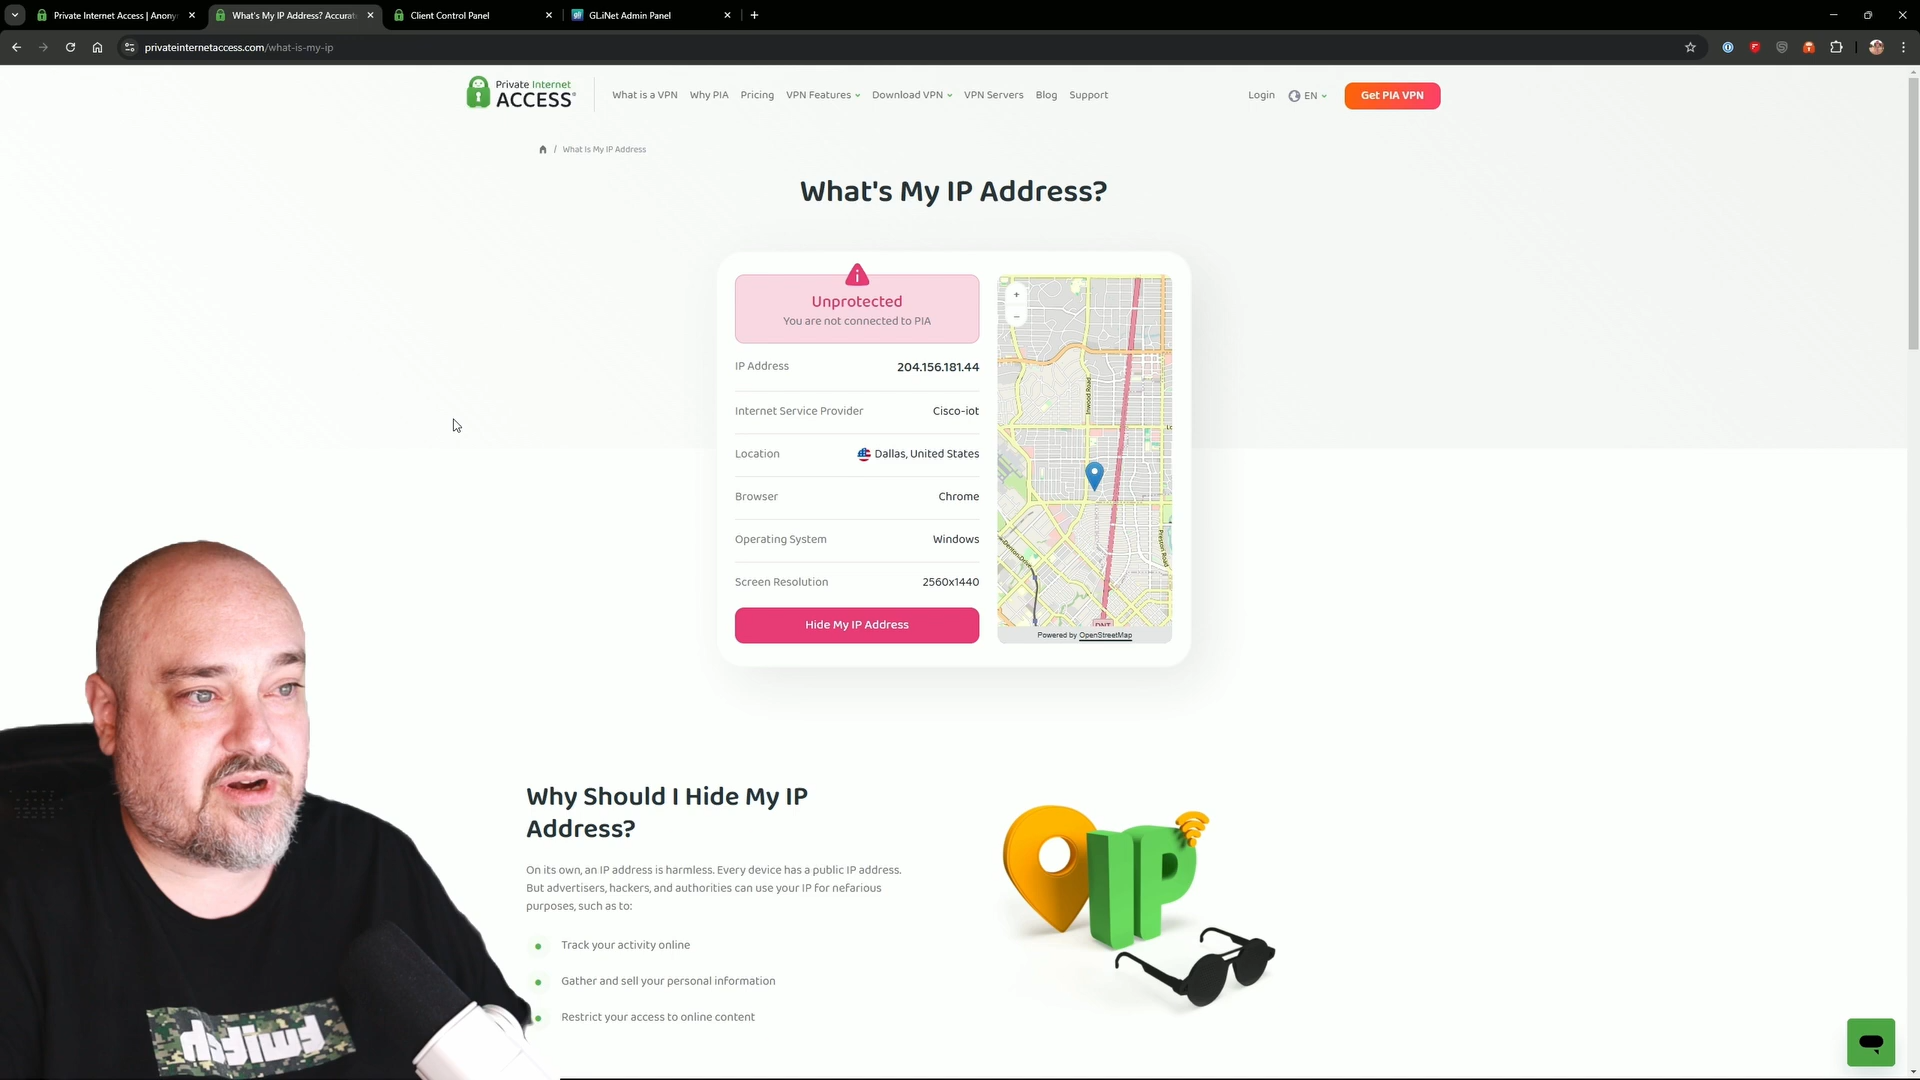 Private Internet Access | Anony
What's My IP Address? Accurat
Client Control Panel
GL.iNet Admin Panel
privateinternetaccess.com/what-is-my-ip
Private Internet
ACCESS
What is a VPN
Why PIA
Pricing
VPN Features
Download VPN
VPN Servers
Blog
Support
Login
EN
Get PIA VPN
/ What Is My IP Address
What's My IP Address?
Unprotected
You are not connected to PIA
IP Address 204.156.181.44
Internet Service Provider Cisco-iot
Location Dallas, United States
Browser Chrome
Operating System Windows
Screen Resolution 2560x1440
Hide My IP Address
+
−
Inwood Road
Preston Road
Denton Drive
DNT
Powered by OpenStreetMap
Why Should I Hide My IP
Address?
On its own, an IP address is harmless. Every device has a public IP address.
But advertisers, hackers, and authorities can use your IP for nefarious
purposes, such as to:
Track your activity online
Gather and sell your personal information
Restrict your access to online content
IP